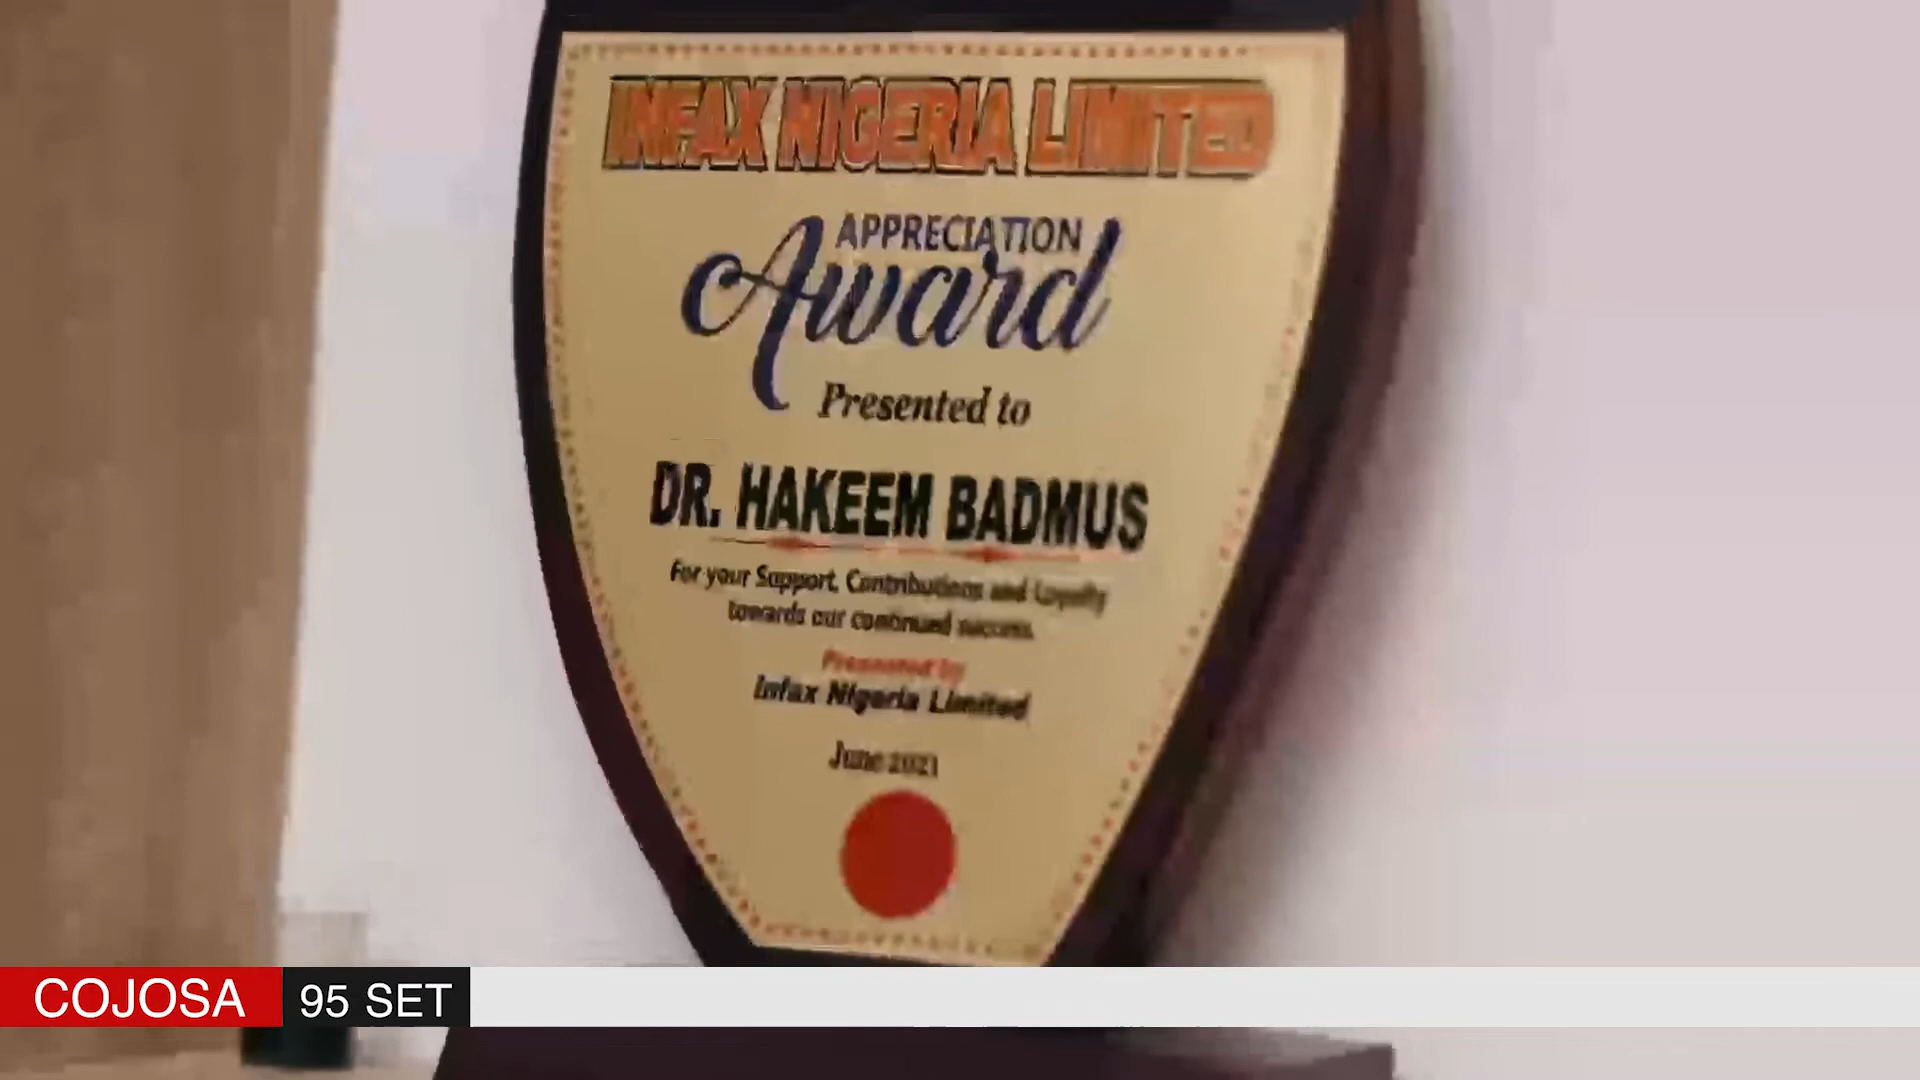 INFAX NIGERIA LIMITED
APPRECIATION
Award
Presented to
DR. HAKEEM BADMUS
For your Support, Contributions and Loyalty
towards our continued success.
Presented by
Infax Nigeria Limited
June 2021
COJOSA 95 SET